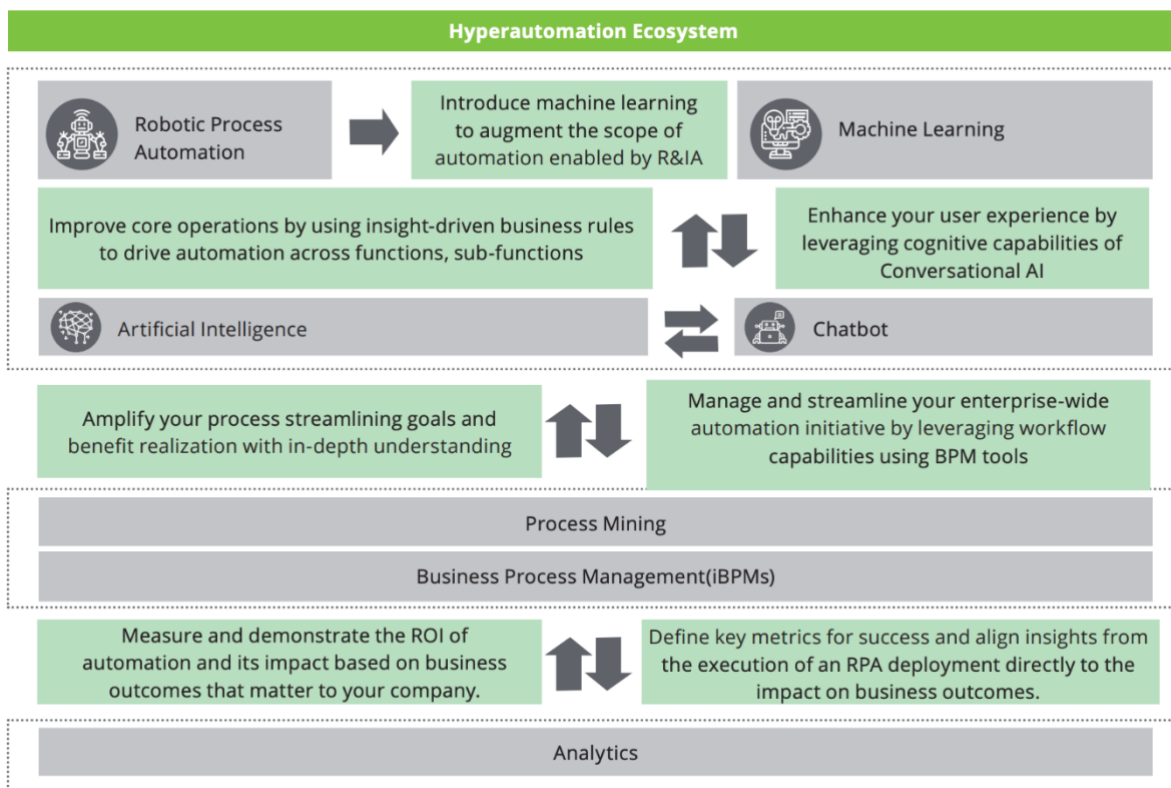 Hyperautomation Ecosystem
Robotic Process
Automation
Introduce machine learning
to augment the scope of
automation enabled by R&IA
Machine Learning
Improve core operations by using insight-driven business rules
to drive automation across functions, sub-functions
Enhance your user experience by
leveraging cognitive capabilities of
Conversational AI
Artificial Intelligence
Chatbot
Amplify your process streamlining goals and
benefit realization with in-depth understanding
Manage and streamline your enterprise-wide
automation initiative by leveraging workflow
capabilities using BPM tools
Process Mining
Business Process Management(iBPMs)
Measure and demonstrate the ROI of
automation and its impact based on business
outcomes that matter to your company.
Define key metrics for success and align insights from
the execution of an RPA deployment directly to the
impact on business outcomes.
Analytics